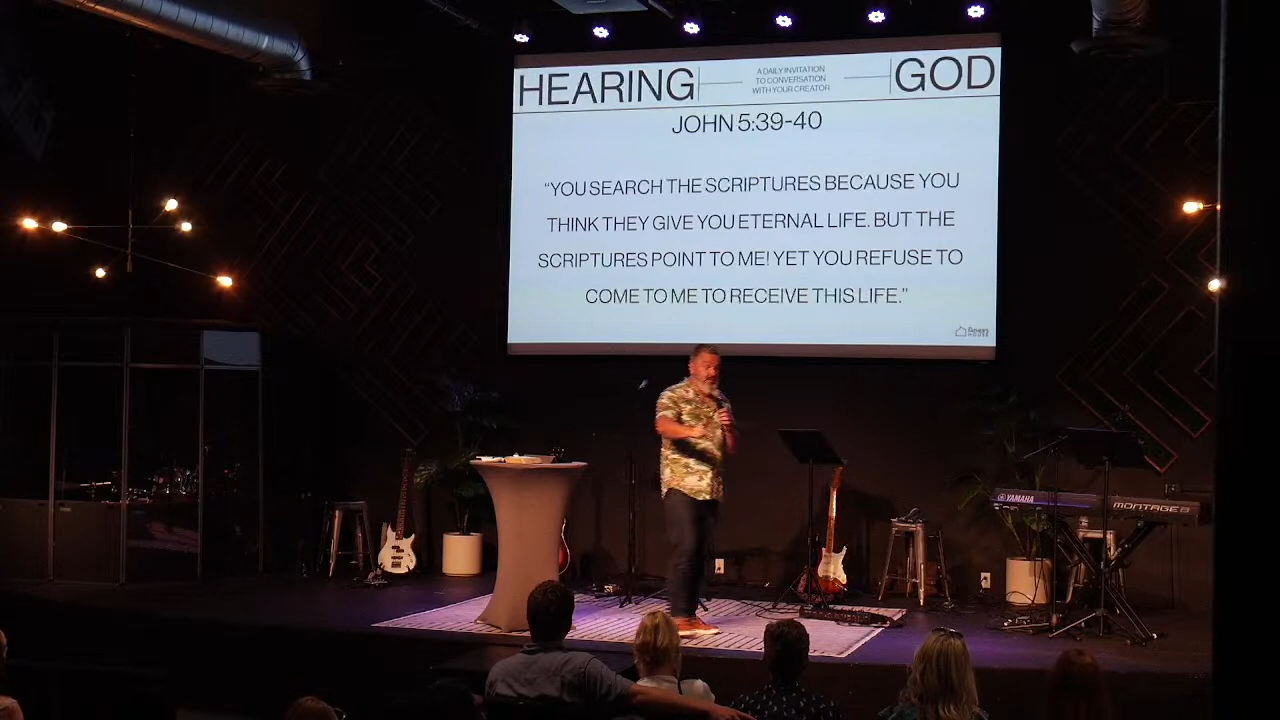 HEARING
A DAILY INVITATION
TO CONVERSATION
WITH YOUR CREATOR
GOD
JOHN 5:39-40
"YOU SEARCH THE SCRIPTURES BECAUSE YOU
THINK THEY GIVE YOU ETERNAL LIFE. BUT THE
SCRIPTURES POINT TO ME! YET YOU REFUSE TO
COME TO ME TO RECEIVE THIS LIFE."
YAMAHA
MONTAGE 8